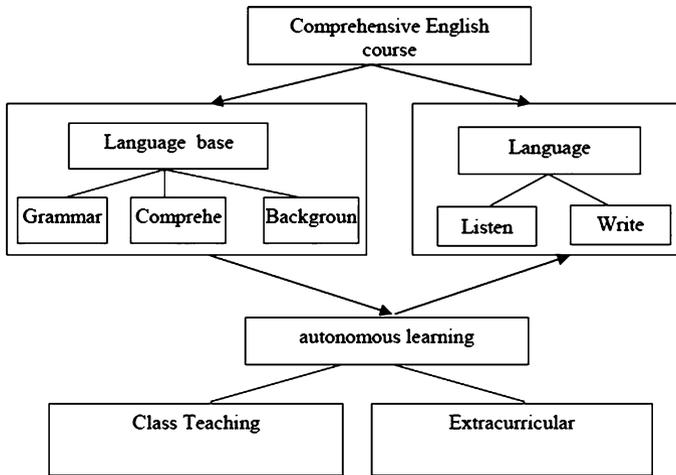 Comprehensive English
course
Language base
Language
Grammar
Comprehe
Backgroun
Listen
Write
autonomous learning
Class Teaching
Extracurricular